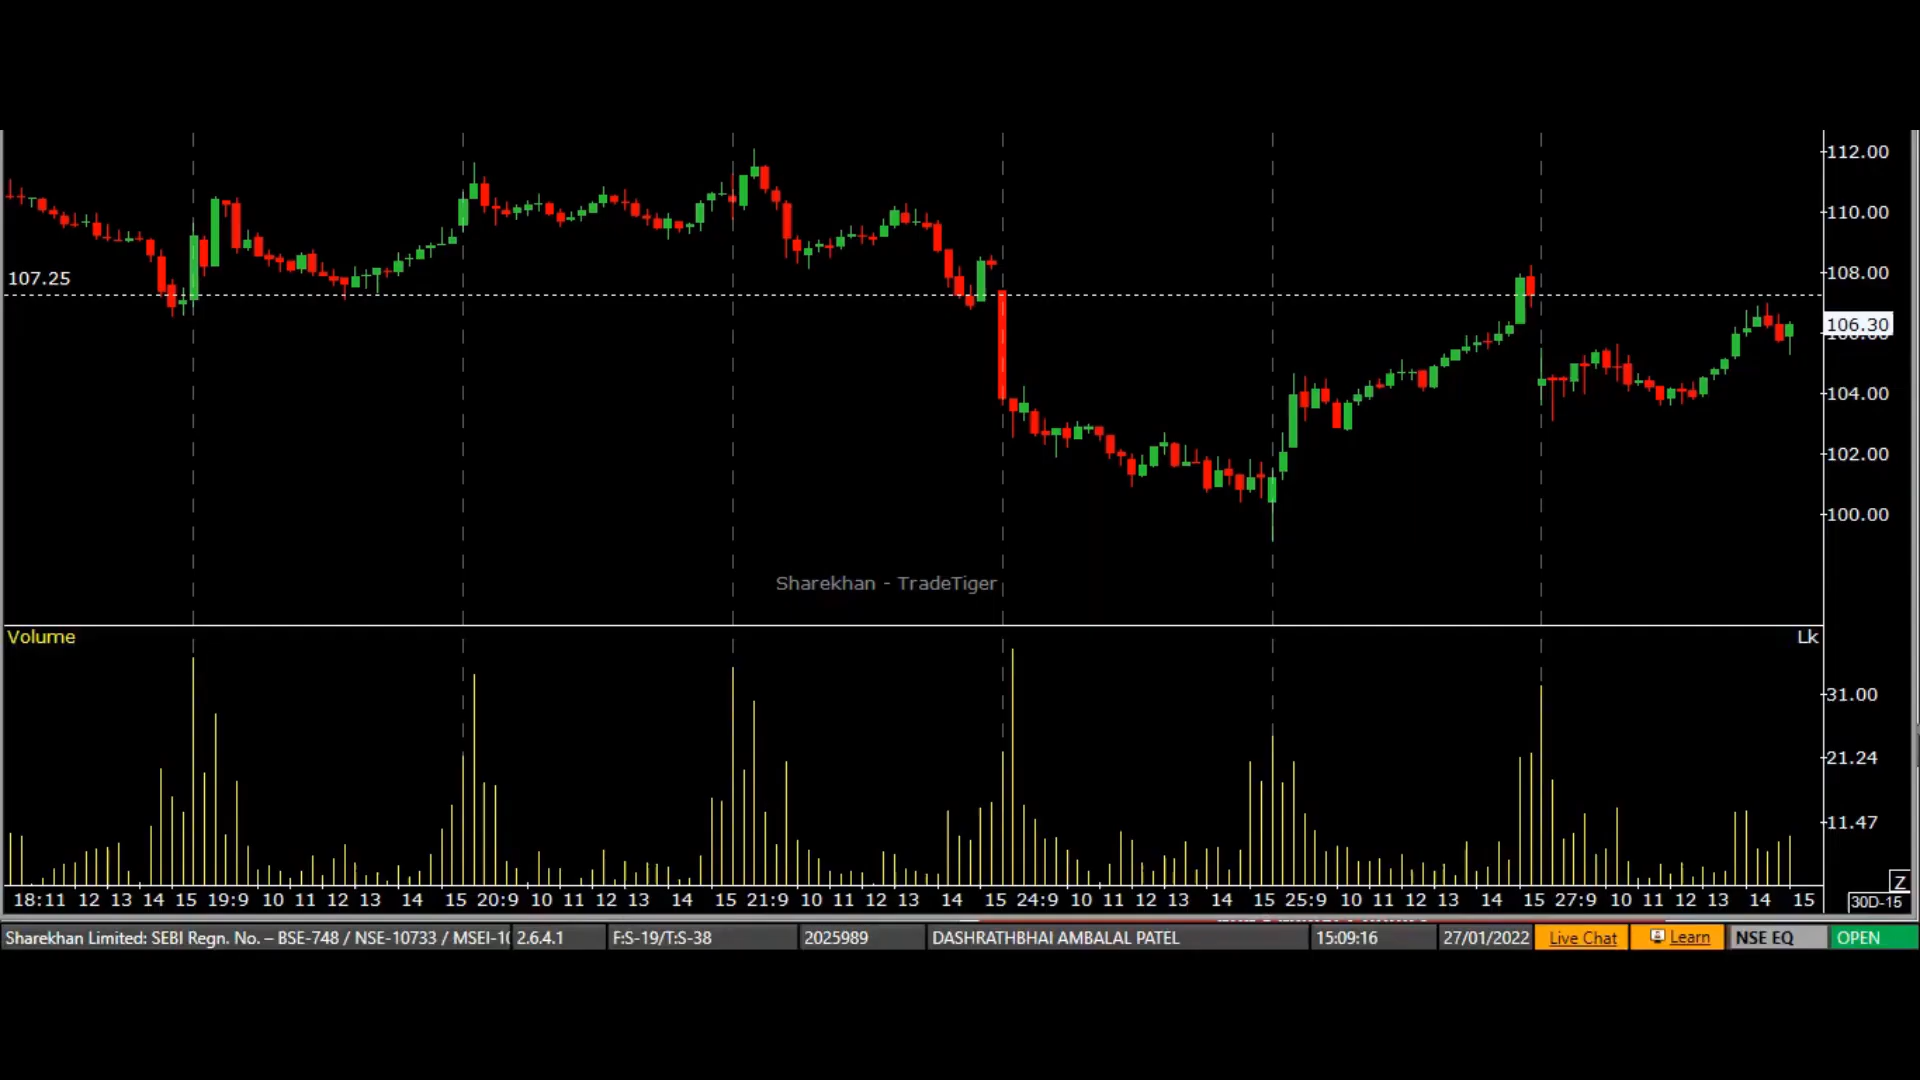 112.00
110.00
107.25
108.00
106.30
104.00
102.00
100.00
Sharekhan - TradeTiger
Volume
Lk
31.00
21.24
11.47
Z
18:11 12 13 14 15 19:9 10 11 12 13 14 15 20:9 10 11 12 13 14 15 21:9 10 11 12 13 14 15 24:9 10 11 12 13 14 15 25:9 10 11 12 13 14 15 27:9 10 11 12 13 14 15
30D-15
Sharekhan Limited: SEBI Regn. No. – BSE-748 / NSE-10733 / MSEI-10 2.6.4.1 F:S-19/T:S-38 2025989 DASHRATHBHAI AMBALAL PATEL 15:09:16 27/01/2022 Live Chat Learn NSE EQ OPEN